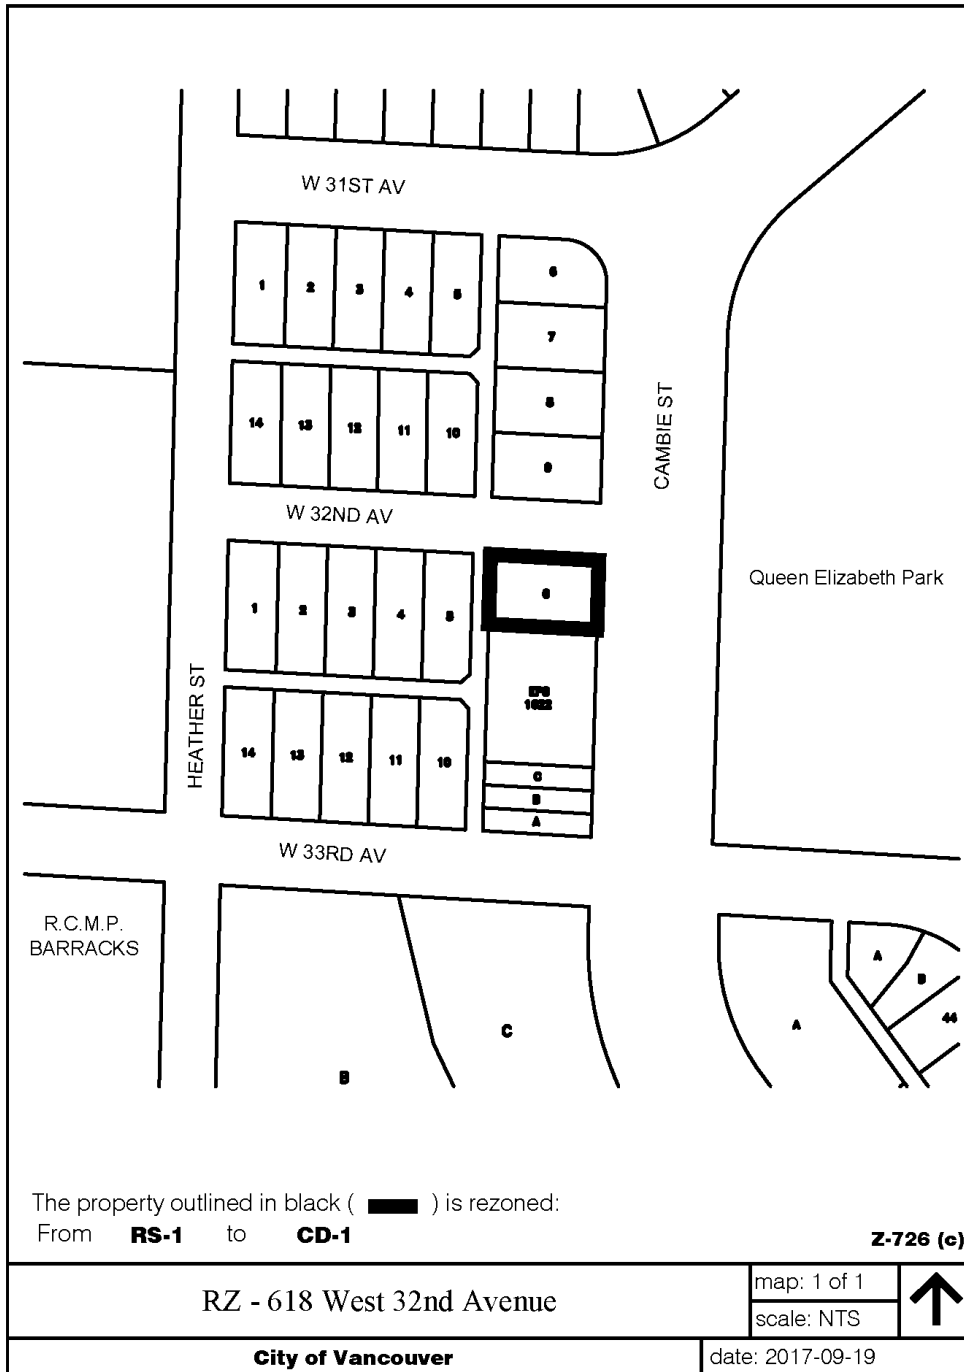 W 31ST AV
1
2
3
4
5
6
7
8
9
14
13
12
11
10
CAMBIE ST
W 32ND AV
Queen Elizabeth Park
1
2
3
4
5
6
EPS
1622
C
B
A
HEATHER ST
14
13
12
11
10
W 33RD AV
R.C.M.P.
BARRACKS
B
C
A
A
B
44
The property outlined in black ( ) is rezoned:
From RS-1 to CD-1
Z-726 (c)
RZ - 618 West 32nd Avenue
map: 1 of 1
scale: NTS
City of Vancouver
date: 2017-09-19